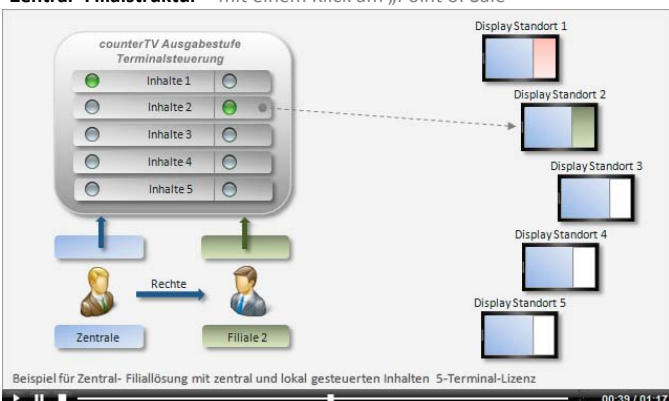 Zentral- Filialstruktur – mit einem Klick am „Point of Sale“
counterTV Ausgabestufe
Terminalsteuerung
Inhalte 1
Inhalte 2
Inhalte 3
Inhalte 4
Inhalte 5
Rechte
Zentrale
Filiale 2
Display Standort 1
Display Standort 2
Display Standort 3
Display Standort 4
Display Standort 5
Beispiel für Zentral- Filiallösung mit zentral und lokal gesteuerten Inhalten 5-Terminal-Lizenz
00:39 / 01:17